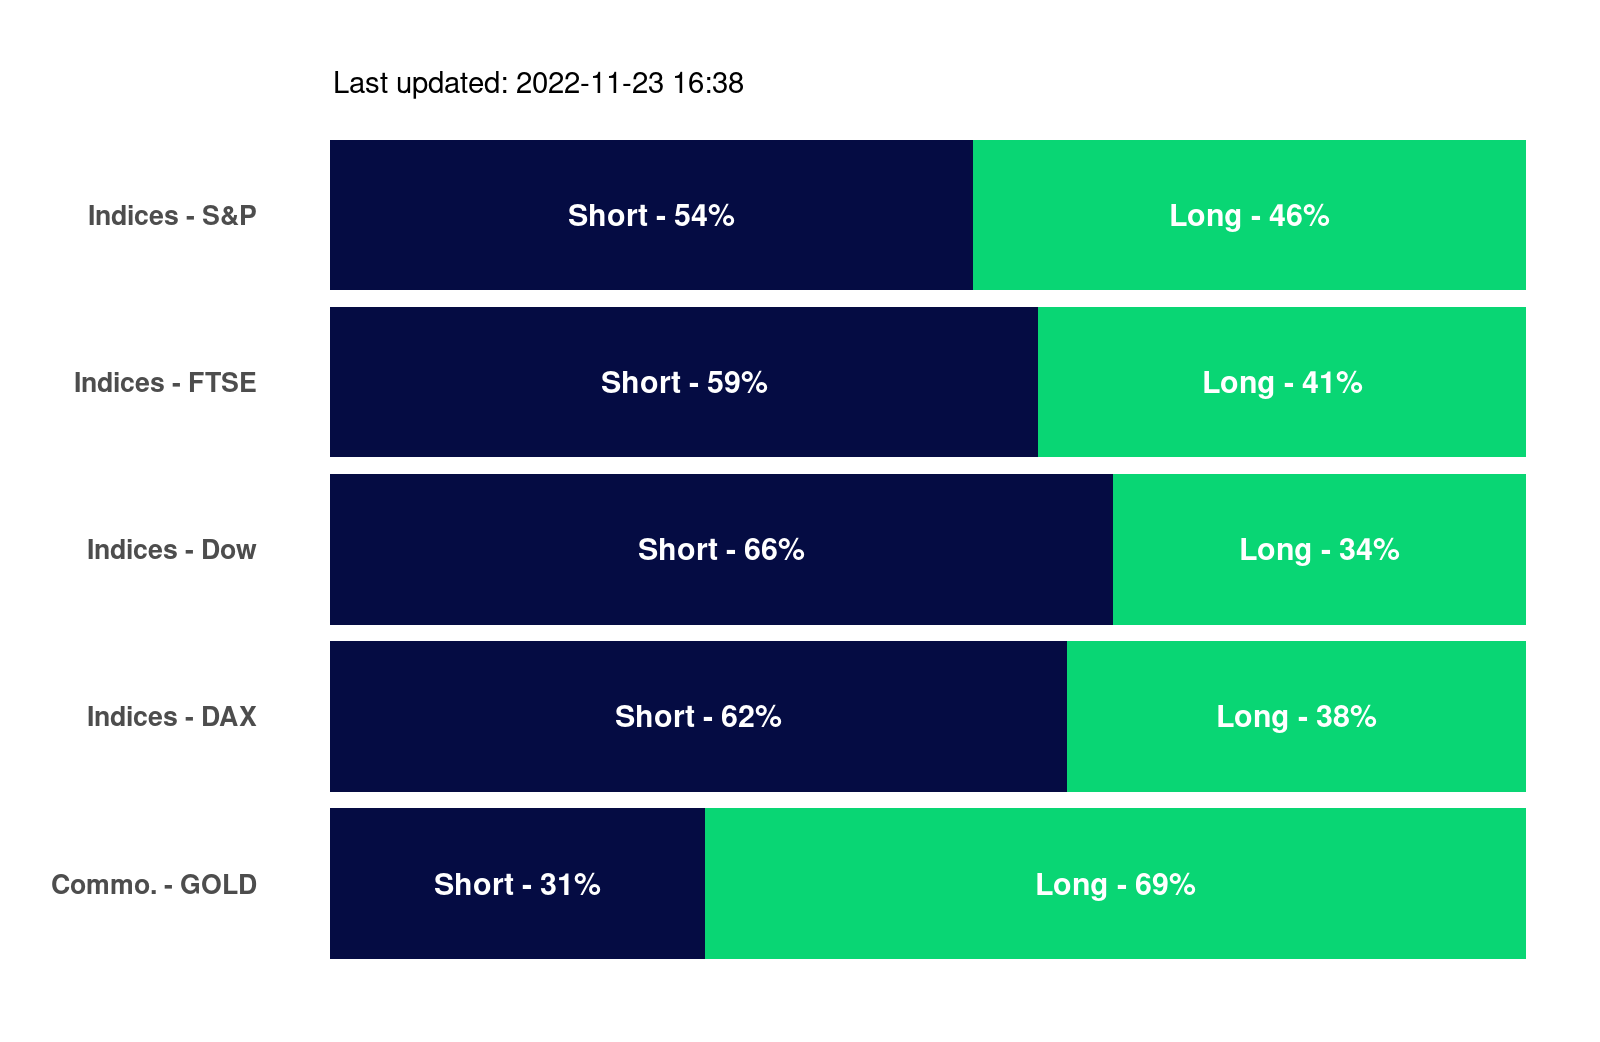 Last updated: 2022-11-23 16:38
Indices - S&P Short - 54% Long - 46%
Indices - FTSE Short - 59% Long - 41%
Indices - Dow Short - 66% Long - 34%
Indices - DAX Short - 62% Long - 38%
Commo. - GOLD Short - 31% Long - 69%